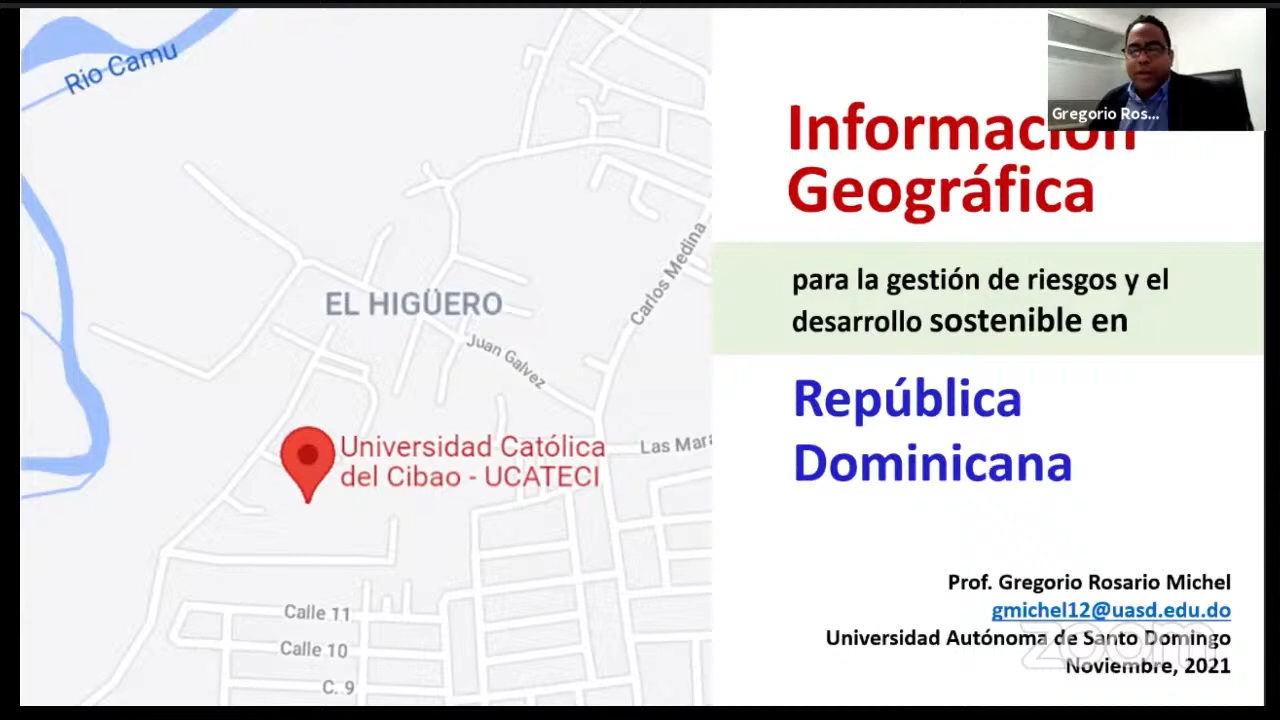 Rio Camu
EL HIGÜERO
Carlos Medina
Juan Galvez
Universidad Católica
del Cibao - UCATECI
Las Mara
Calle 11
Calle 10
C. 9
Gregorio Ros...
Información
Geográfica
para la gestión de riesgos y el
desarrollo sostenible en
República
Dominicana
Prof. Gregorio Rosario Michel
gmichel12@uasd.edu.do
Universidad Autónoma de Santo Domingo
Noviembre, 2021
zoom